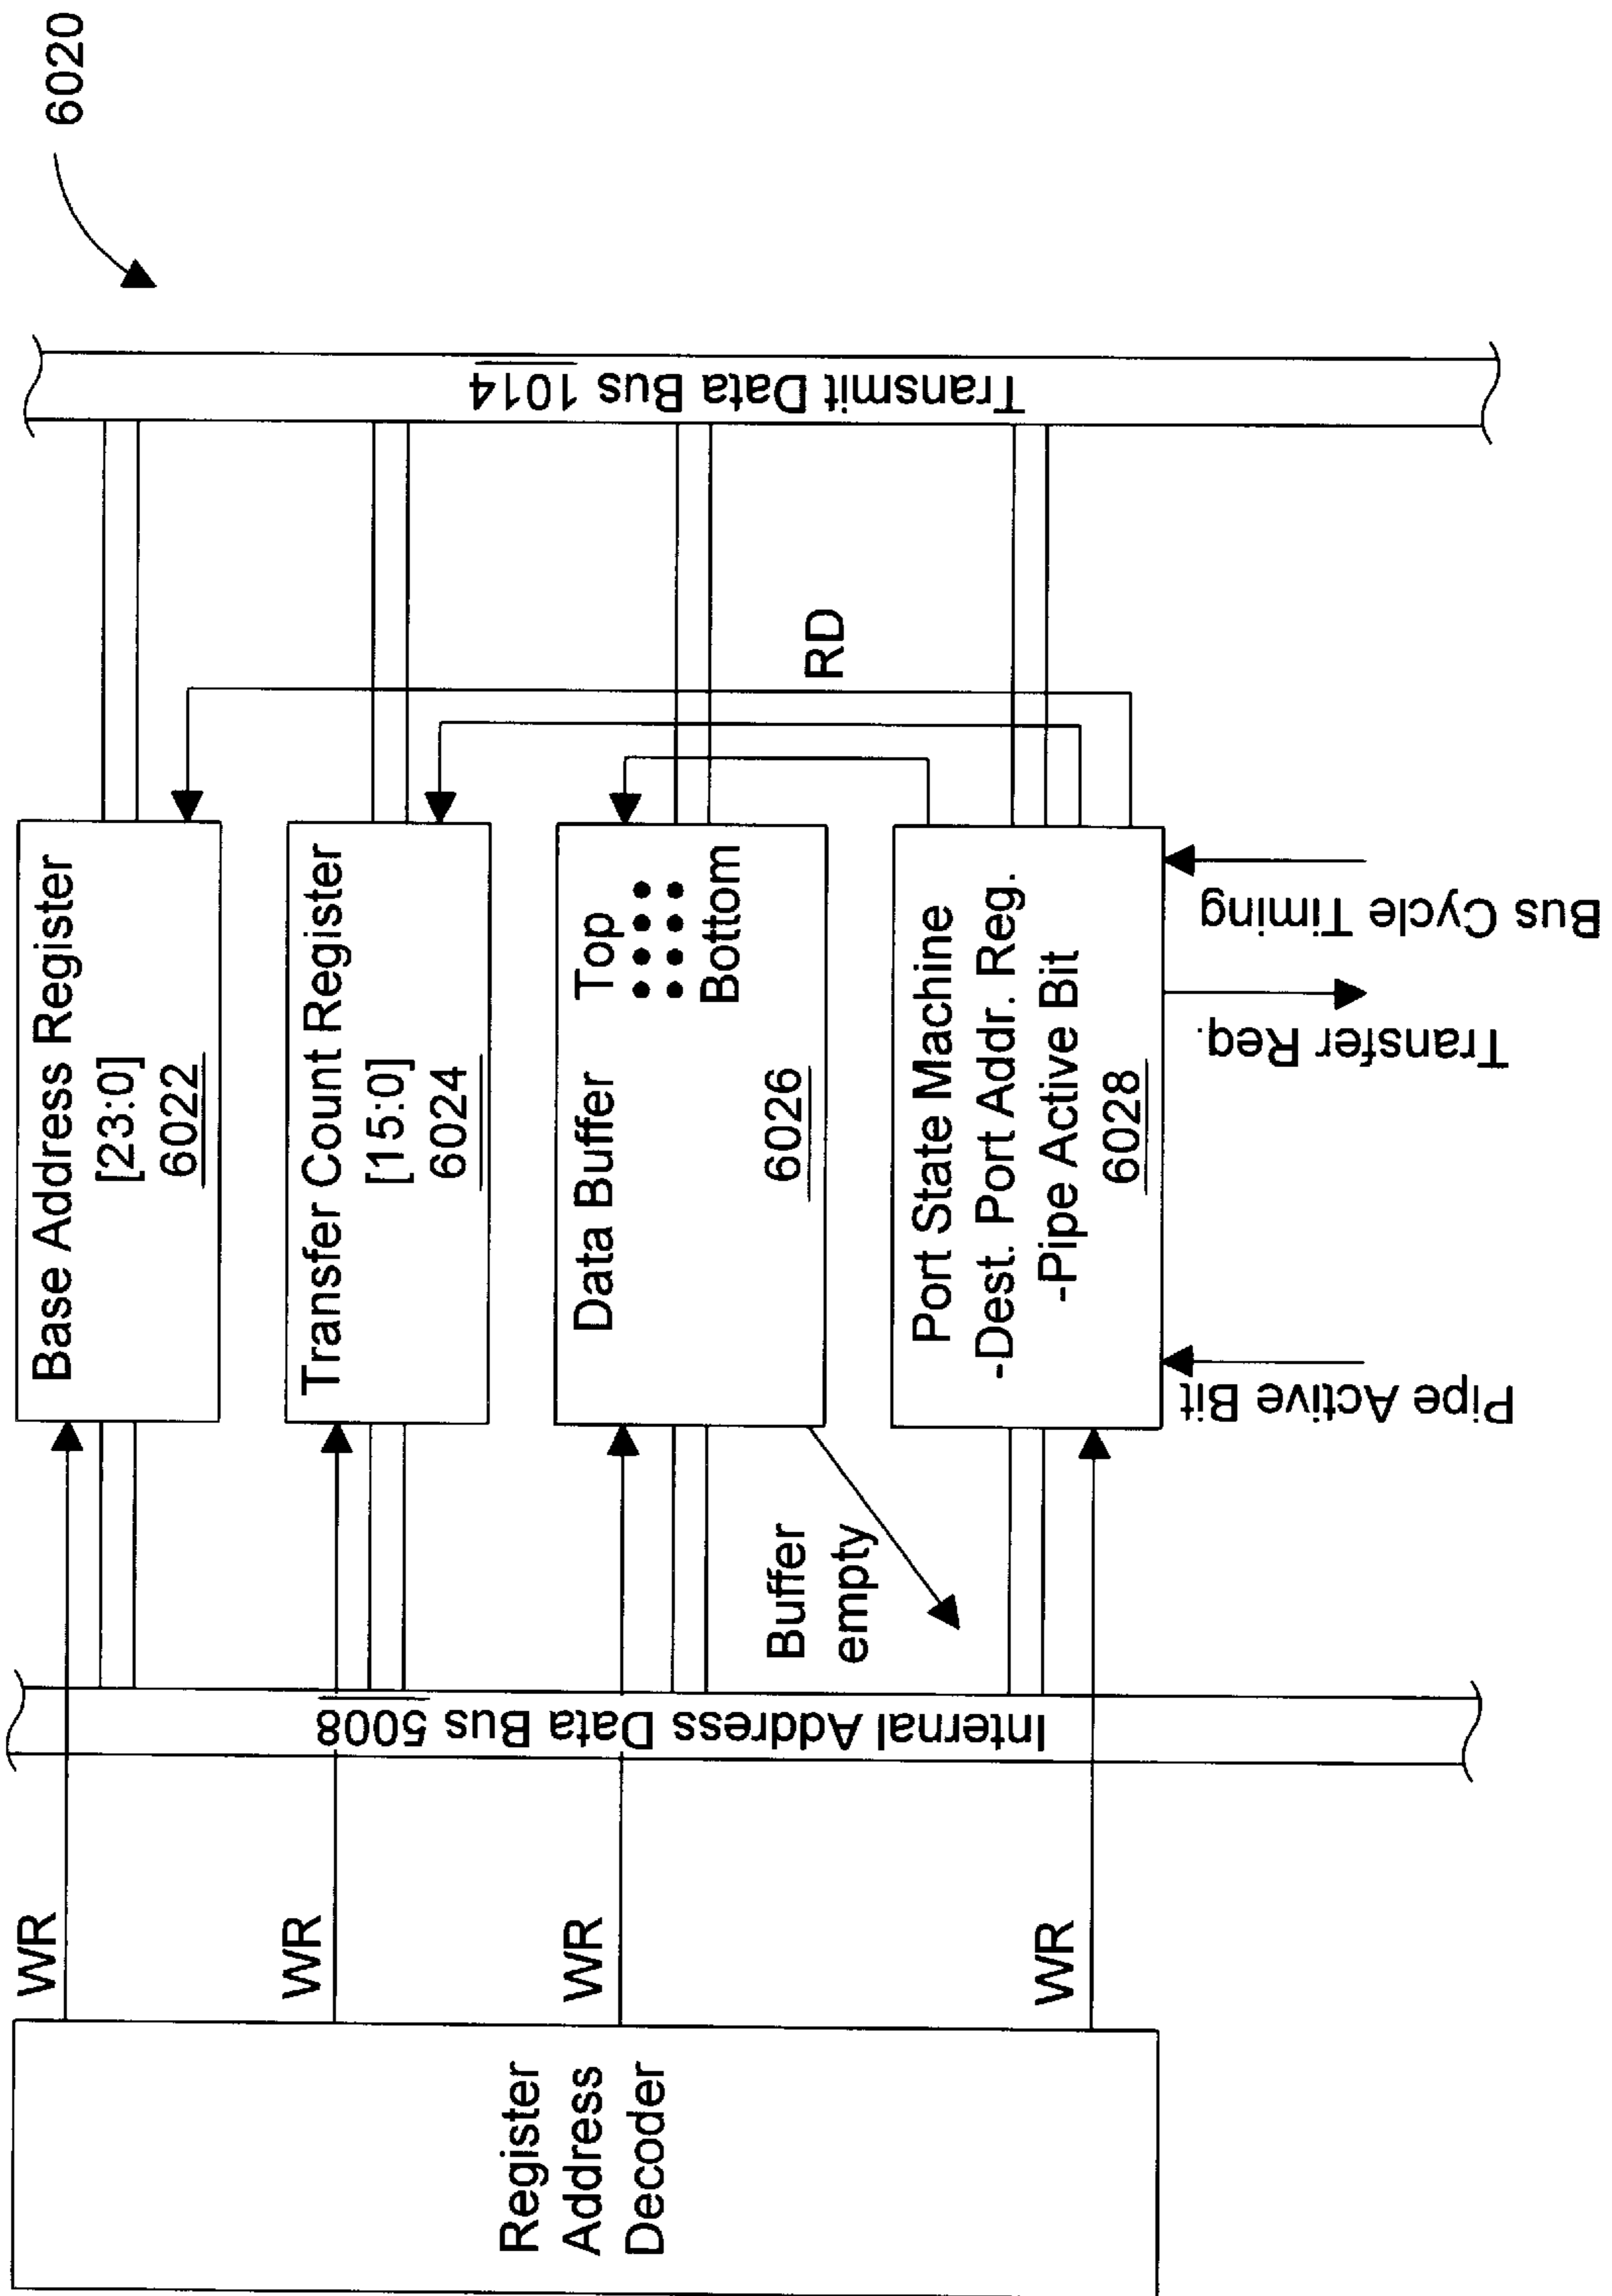 6020
WR
WR
WR
WR
Register
Address
Decoder
Internal Address Data Bus 5008
Base Address Register
[23:0]
6022
Transfer Count Register
[15:0]
6024
Data Buffer Top
Bottom
6026
Buffer
empty
Port State Machine
-Dest. Port Addr. Reg.
-Pipe Active Bit
6028
RD
Transmit Data Bus 1014
Pipe Active Bit
Transfer Req.
Bus Cycle Timing